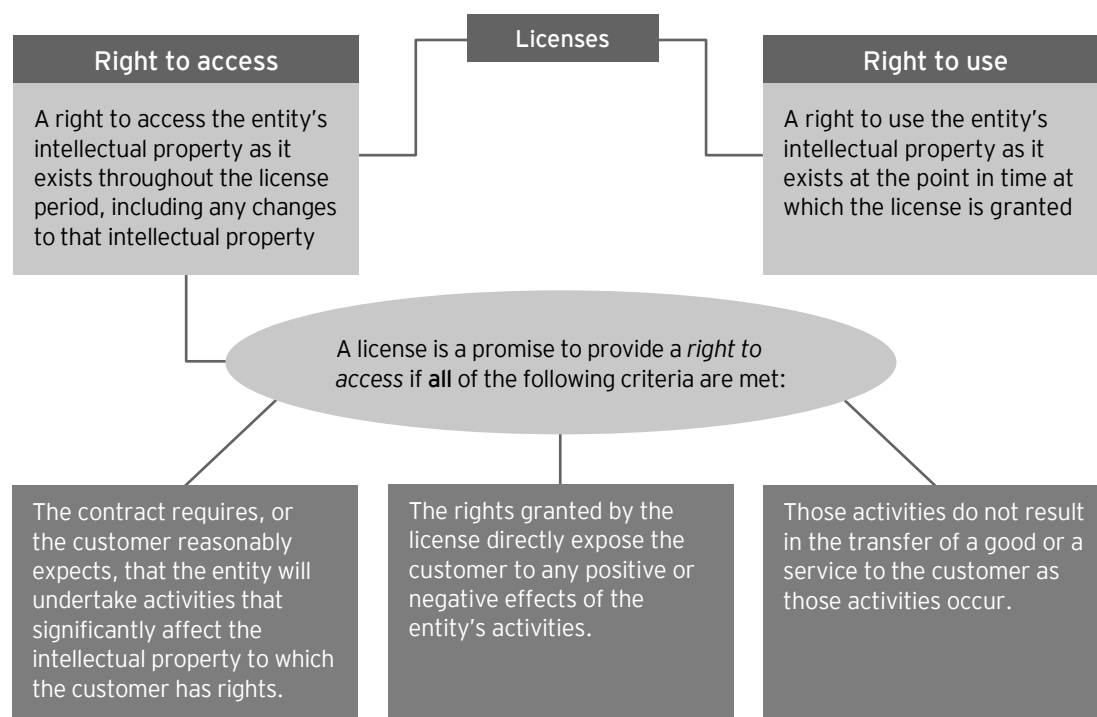 Licenses
Right to access
A right to access the entity's
intellectual property as it
exists throughout the license
period, including any changes
to that intellectual property
Right to use
A right to use the entity's
intellectual property as it
exists at the point in time at
which the license is granted
A license is a promise to provide a right to
access if all of the following criteria are met:
The contract requires, or
the customer reasonably
expects, that the entity will
undertake activities that
significantly affect the
intellectual property to which
the customer has rights.
The rights granted by the
license directly expose the
customer to any positive or
negative effects of the
entity's activities.
Those activities do not result
in the transfer of a good or a
service to the customer as
those activities occur.